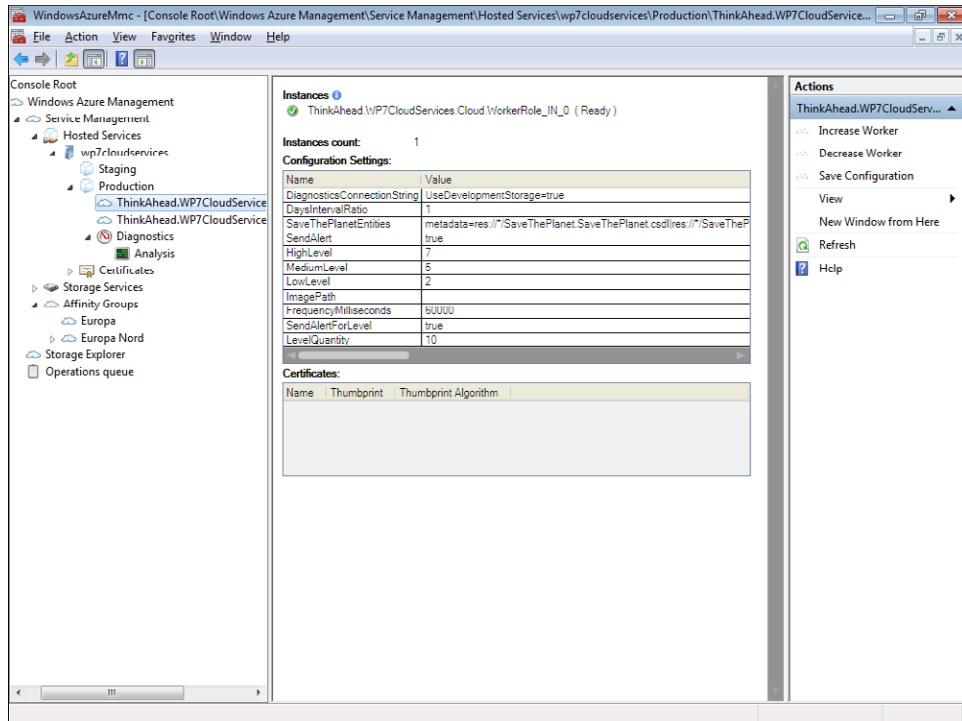 WindowsAzureMmc - [Console Root\Windows Azure Management\Service Management\Hosted Services\wp7cloudservices\Production\ThinkAhead.WP7CloudService...
File Action View Favorites Window Help
Console Root
Windows Azure Management
Service Management
Hosted Services
wp7cloudservices
Staging
Production
ThinkAhead.WP7CloudService
ThinkAhead.WP7CloudService
Diagnostics
Analysis
Certificates
Storage Services
Affinity Groups
Europa
Europa Nord
Storage Explorer
Operations queue
Instances
ThinkAhead.WP7CloudServices.Cloud.WorkerRole_IN_0 ( Ready )
Instances count: 1
Configuration Settings:
Name Value
DiagnosticsConnectionString UseDevelopmentStorage=true
DaysIntervalRatio 1
SaveThePlanetEntities metadata=res://*/SaveThePlanet.SaveThePlanet.csdl|res://*/SaveTheP
SendAlert true
HighLevel 7
MediumLevel 5
LowLevel 2
ImagePath
FrequencyMilliseconds 60000
SendAlertForLevel true
LevelQuantity 10
Certificates:
Name Thumbprint Thumbprint Algorithm
Actions
ThinkAhead.WP7CloudServ...
Increase Worker
Decrease Worker
Save Configuration
View
New Window from Here
Refresh
Help